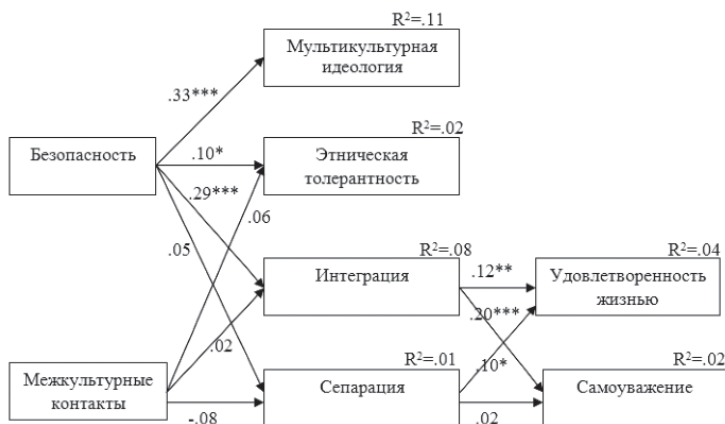 R²=.11
Мультикультурная
идеология
.33***
R²=.02
Безопасность
.10*
Этническая
толерантность
.29***
.06
.05
R²=.08
R²=.04
Интеграция
.12**
Удовлетворенность
жизнью
.20***
.02
R²=.01
.10*
R²=.02
Межкультурные
контакты
-.08
Сепарация
.02
Самоуважение